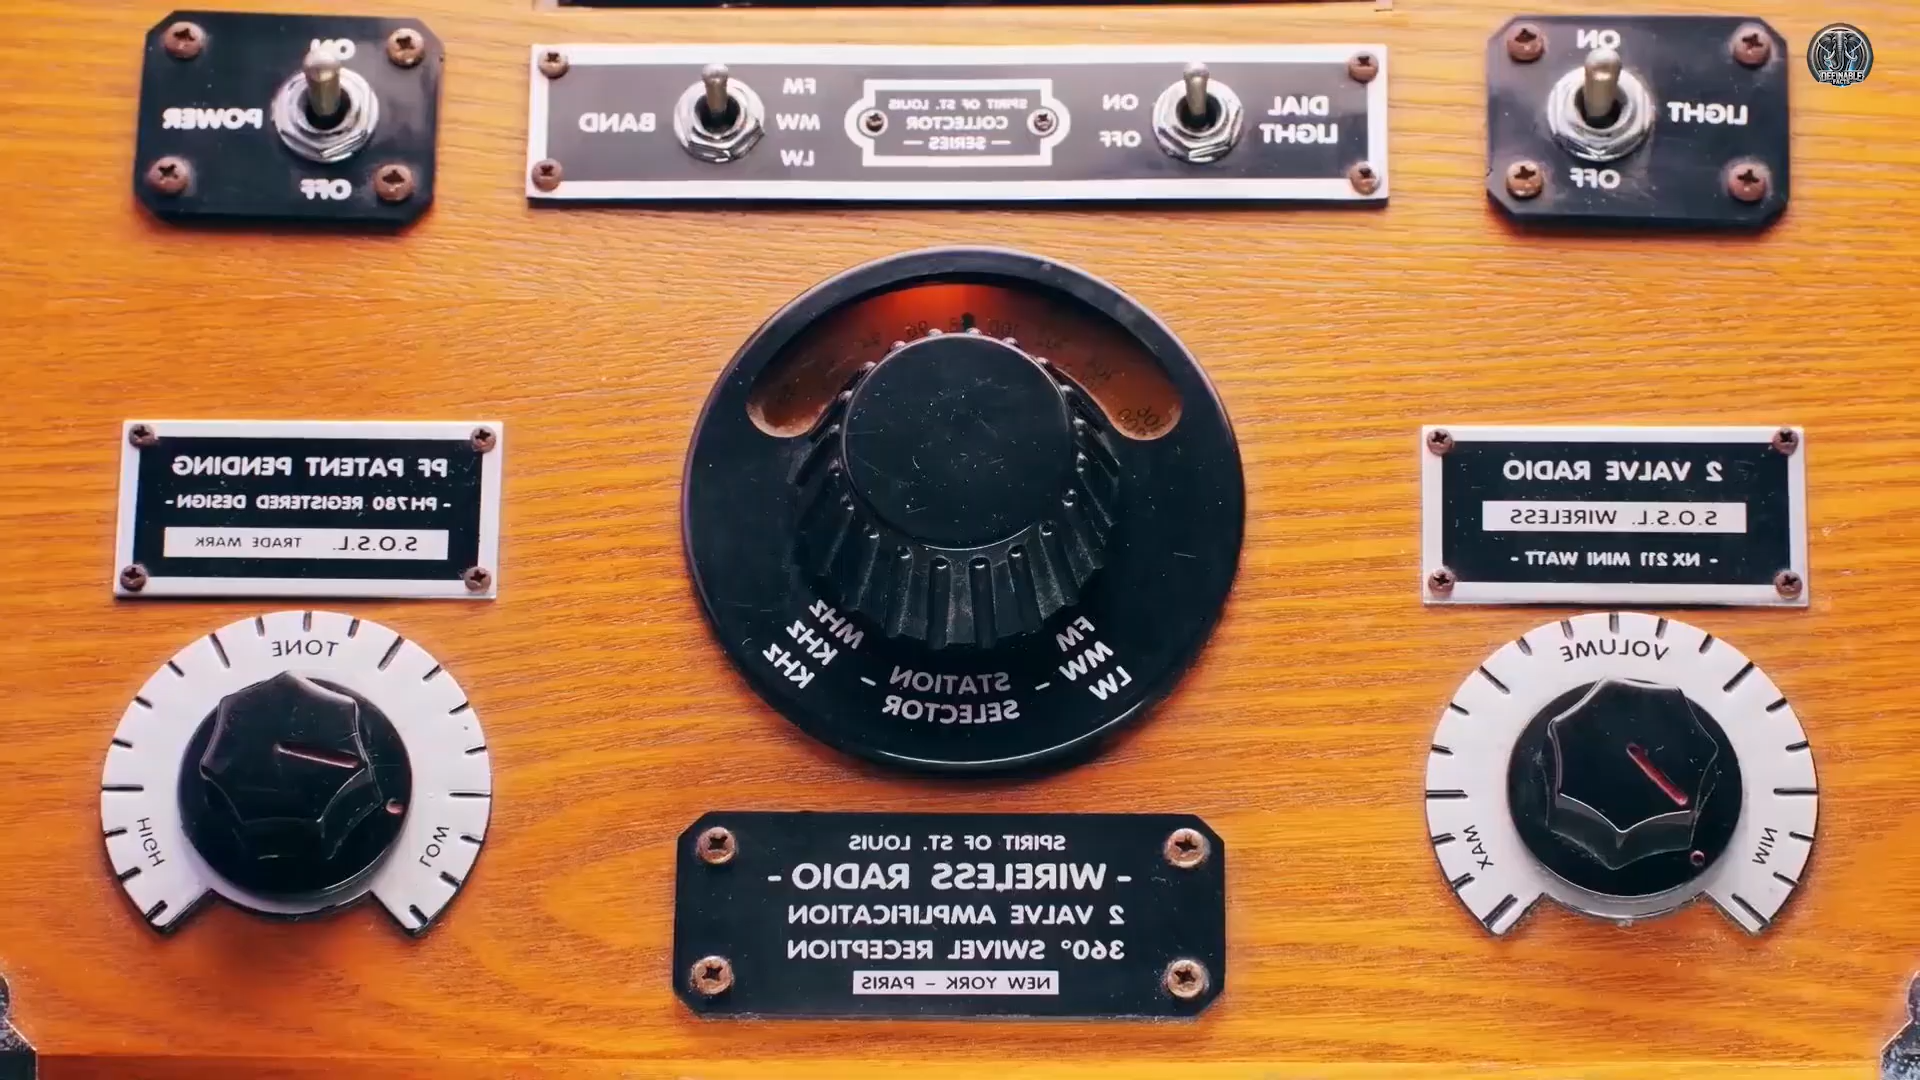 ON
POWER
OFF
BAND
FM
MW
LW
SPIRIT OF ST. LOUIS
COLLECTOR
— SERIES —
ON
OFF
DIAL
LIGHT
ON
LIGHT
OFF
DEFINABLE
FACTS
100
PF PATENT PENDING
- PH780 REGISTERED DESIGN -
S.O.S.L. TRADE MARK
2 VALVE RADIO
S.O.S.L. WIRELESS
- NX 211 MINI WATT -
MHZ
KHZ
KHZ
FM
MW
LW
- STATION -
SELECTOR
TONE
HIGH
LOW
VOLUME
MAX
MIN
SPIRIT OF ST. LOUIS
- WIRELESS RADIO -
2 VALVE AMPLIFICATION
360° SWIVEL RECEPTION
NEW YORK - PARIS